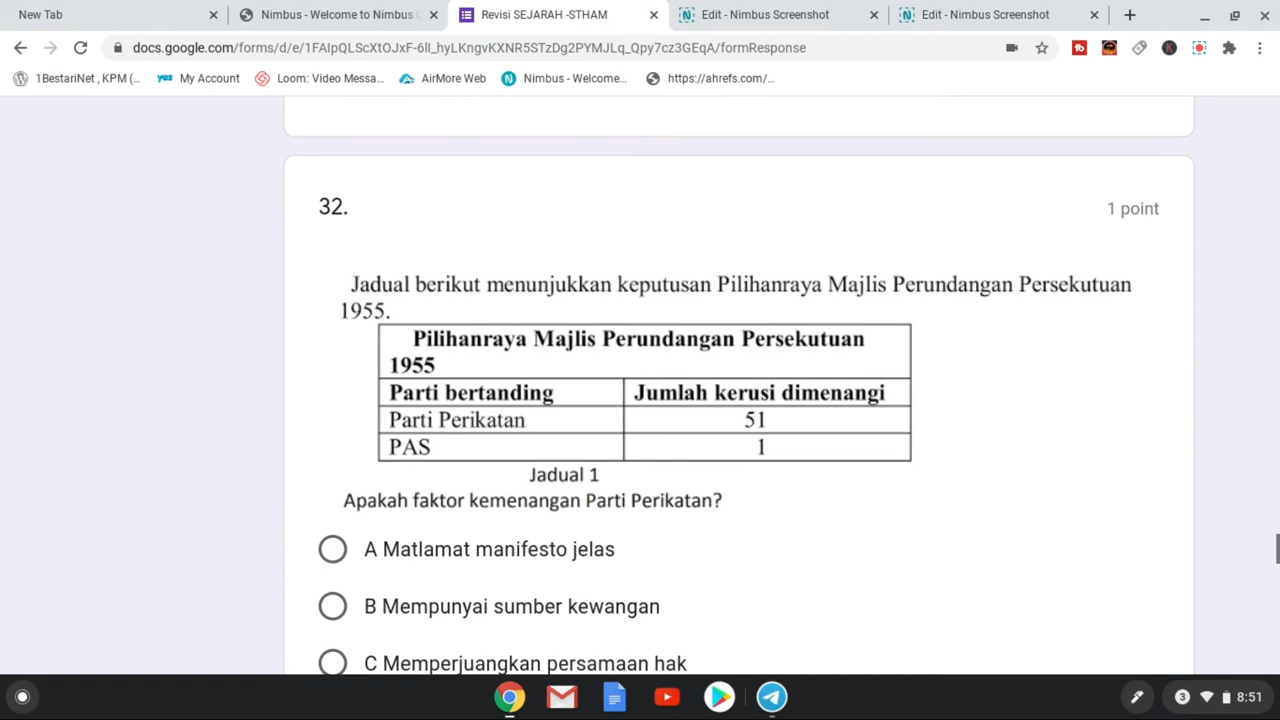 New Tab
Nimbus - Welcome to Nimbus C
Revisi SEJARAH -STHAM
Edit - Nimbus Screenshot
Edit - Nimbus Screenshot
docs.google.com/forms/d/e/1FAIpQLScXtOJxF-6lI_hyLKngvlXXNR5STzDg2PYMJLq_Qpy7cz3GEqA/formResponse
1BestariNet , KPM (...
yes My Account
Loom: Video Messa...
AirMore Web
Nimbus - Welcome...
https://ahrefs.com/...
32.
1 point
Jadual berikut menunjukkan keputusan Pilihanraya Majlis Perundangan Persekutuan
1955.
Pilihanraya Majlis Perundangan Persekutuan
1955
Parti bertanding Jumlah kerusi dimenangi
Parti Perikatan 51
PAS 1
Jadual 1
Apakah faktor kemenangan Parti Perikatan?
A Matlamat manifesto jelas
B Mempunyai sumber kewangan
C Memperjuangkan persamaan hak
3 8:51